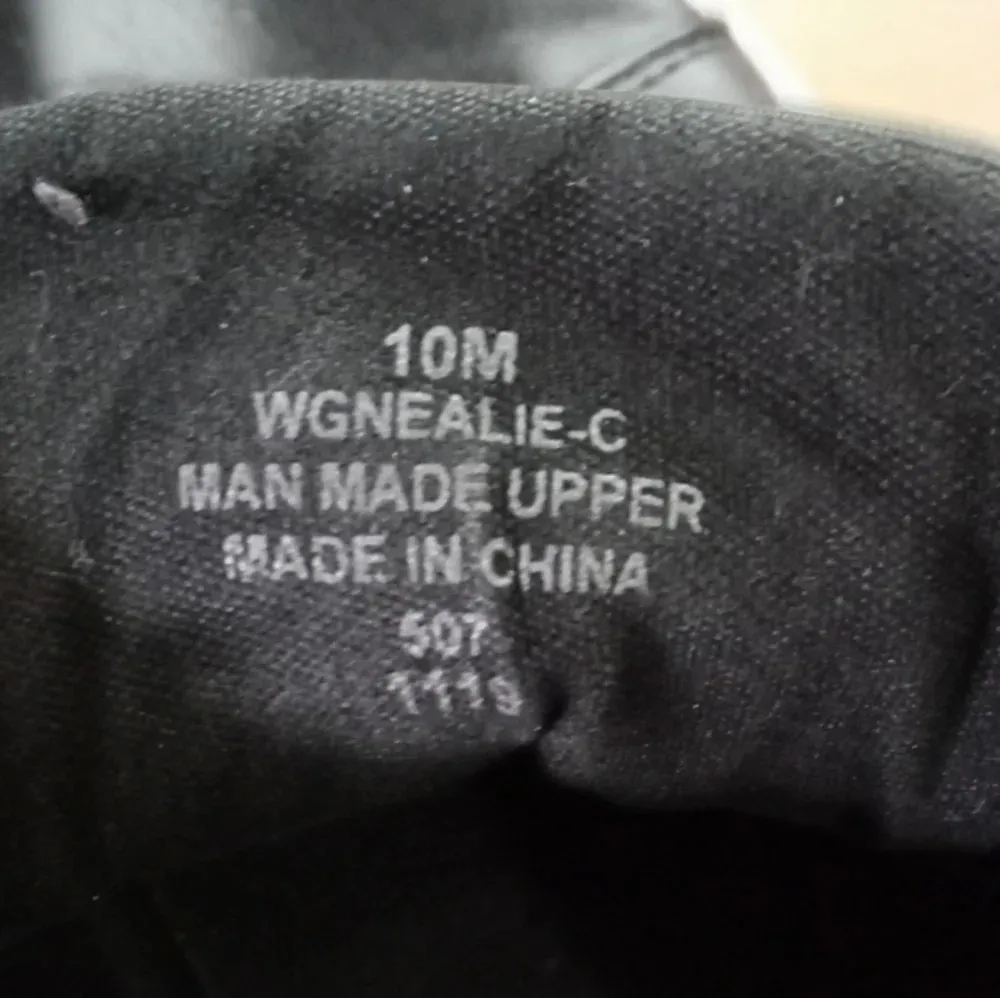 10M
WGNEALIE-C
MAN MADE UPPER
MADE IN CHINA
507
1119